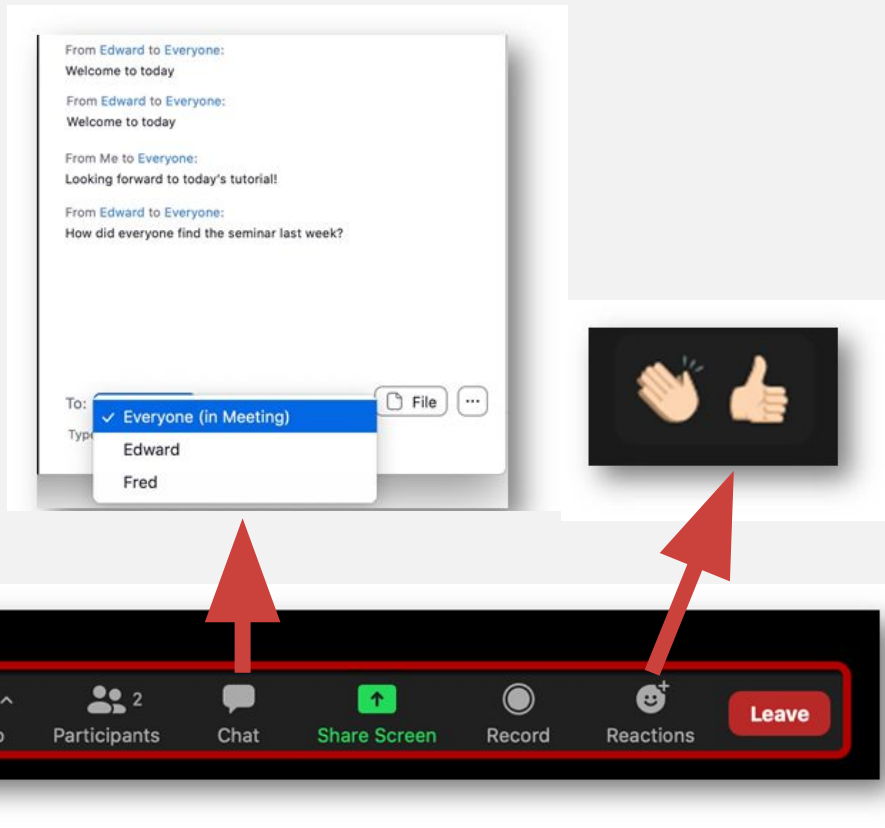 From Edward to Everyone:
Welcome to today
From Edward to Everyone:
Welcome to today
From Me to Everyone:
Looking forward to today's tutorial!
From Edward to Everyone:
How did everyone find the seminar last week?
To:
File
✓ Everyone (in Meeting)
Edward
Fred
2
Participants
Chat
Share Screen
Record
Reactions
Leave